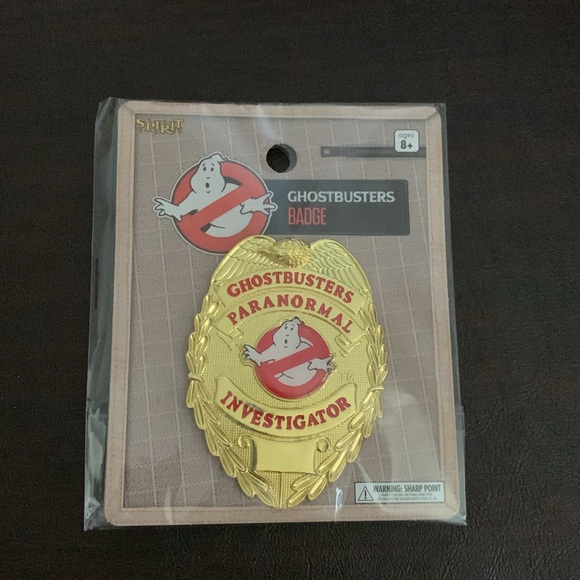 SPIRIT
ages
8+
GHOSTBUSTERS
BADGE
GHOSTBUSTERS
PARANORMAL
INVESTIGATOR
WARNING: SHARP POINT